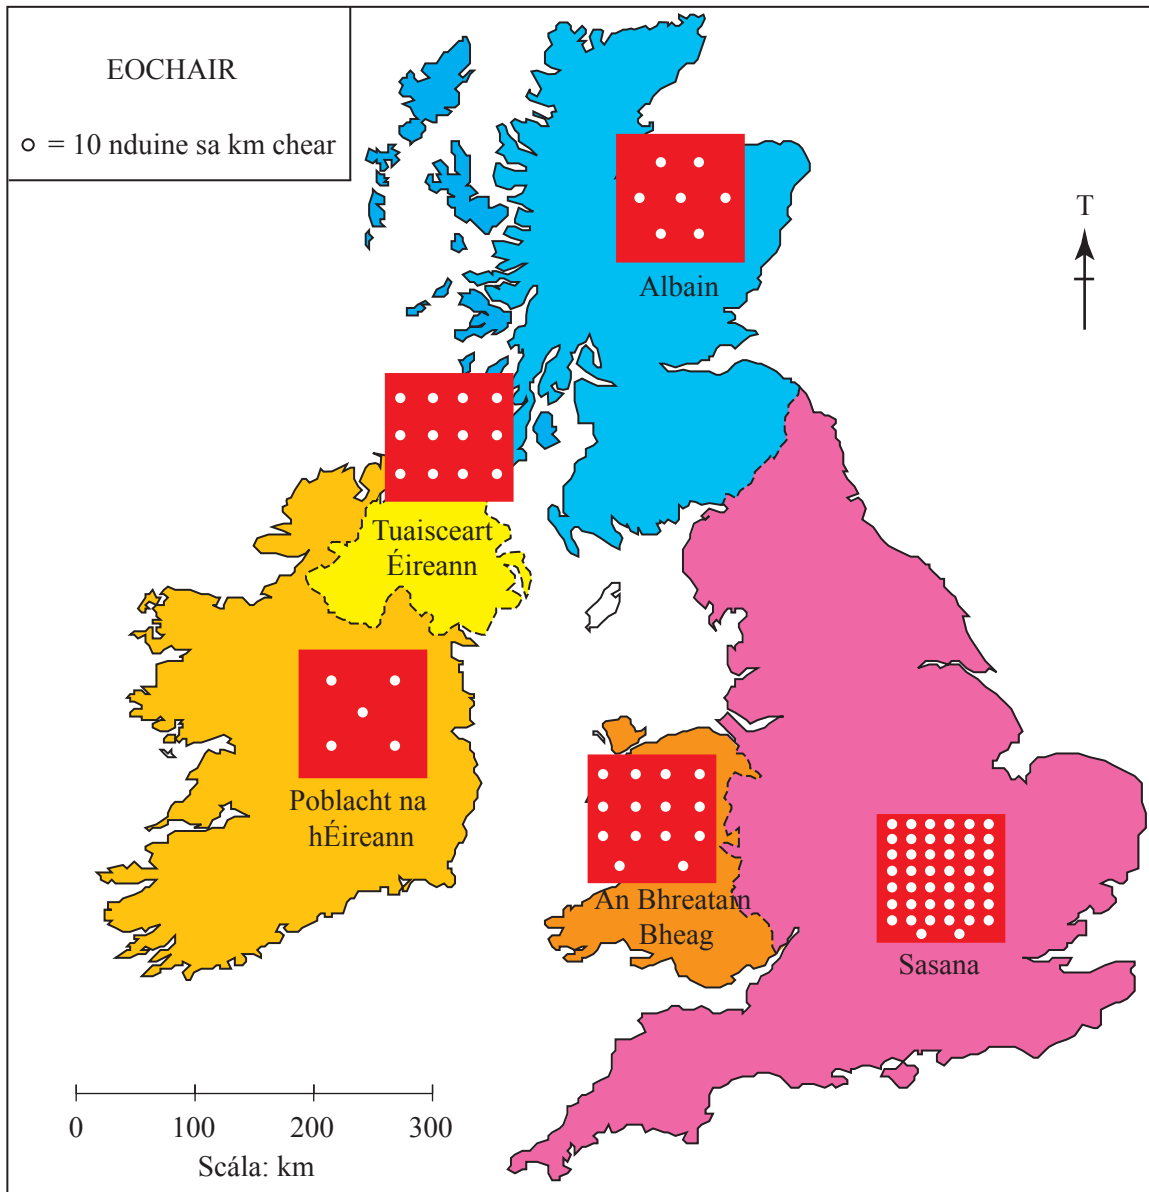 EOCHAIR
= 10 nduine sa km chear
T
Albain
Tuaisceart
Éireann
Poblacht na
hÉireann
An Bhreatain
Bheag
Sasana
0 100 200 300
Scála: km